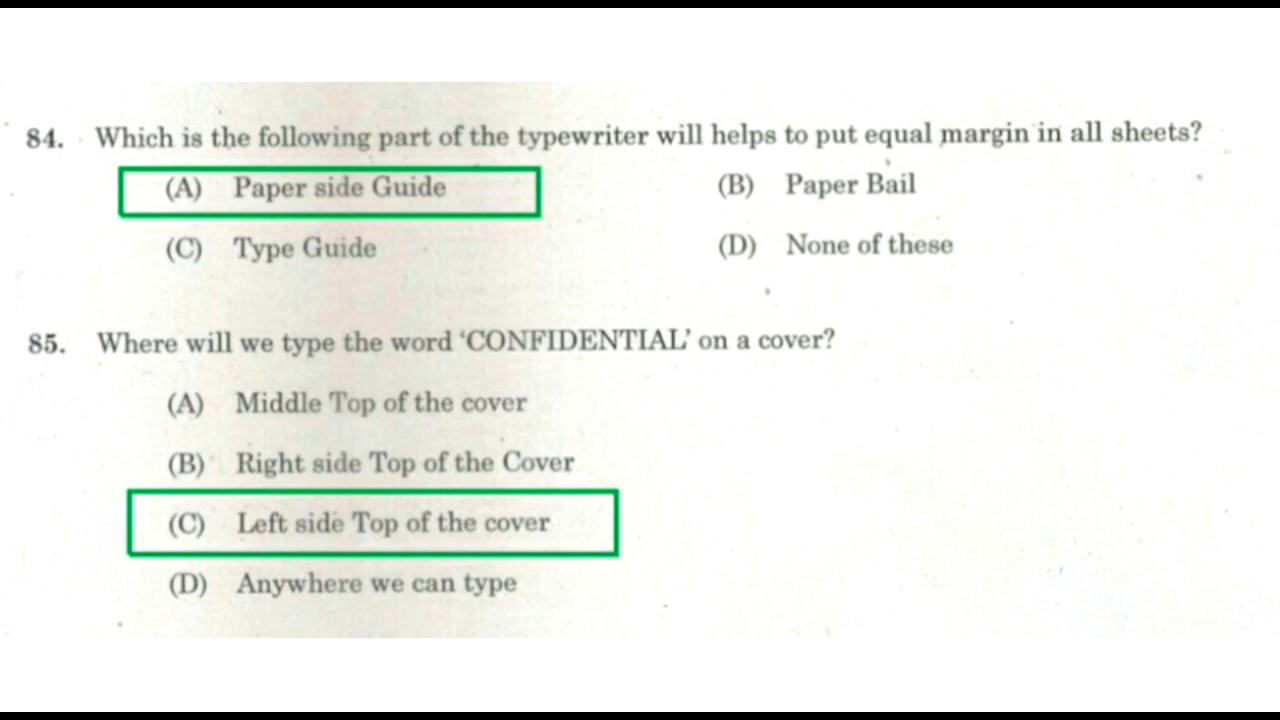 84. Which is the following part of the typewriter will helps to put equal margin in all sheets?
(A) Paper side Guide (B) Paper Bail
(C) Type Guide (D) None of these
85. Where will we type the word ‘CONFIDENTIAL’ on a cover?
(A) Middle Top of the cover
(B) Right side Top of the Cover
(C) Left side Top of the cover
(D) Anywhere we can type